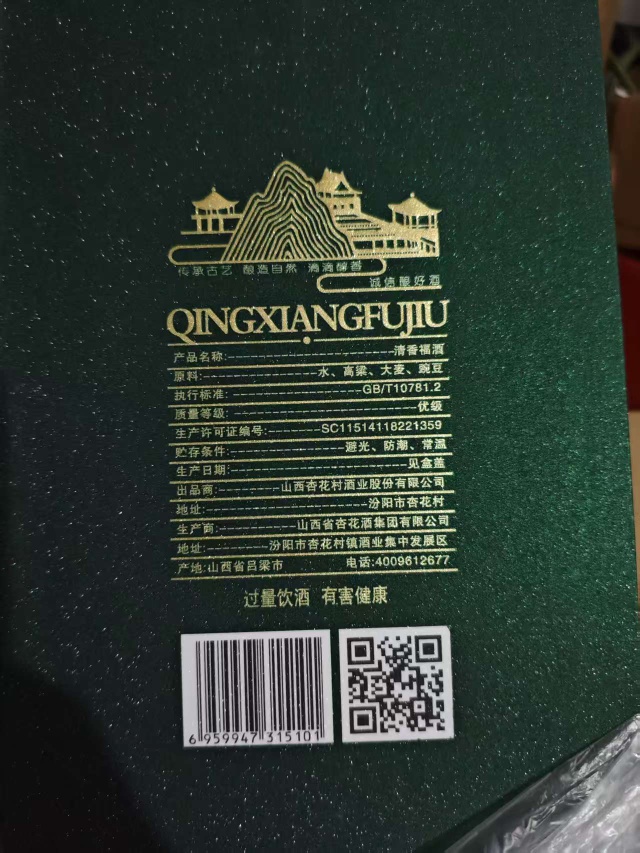 传承古艺 酿造自然 滴滴醇香
诚信酿好酒
QINGXIANGFUJIU
产品名称:------------------------清香福酒
原料:-----------------水、高粱、大麦、豌豆
执行标准:-------------------GB/T10781.2
质量等级:---------------------------优级
生产许可证编号:--------SC11514118221359
贮存条件:----------------避光、防潮、常温
生产日期:-------------------------见盒盖
出品商:---------山西杏花村酒业股份有限公司
地址:-----------------------汾阳市杏花村
生产商:-----------山西省杏花酒集团有限公司
地址:---------汾阳市杏花村镇酒业集中发展区
产地:山西省吕梁市 电话:4009612677
过量饮酒 有害健康
6 959947 315101